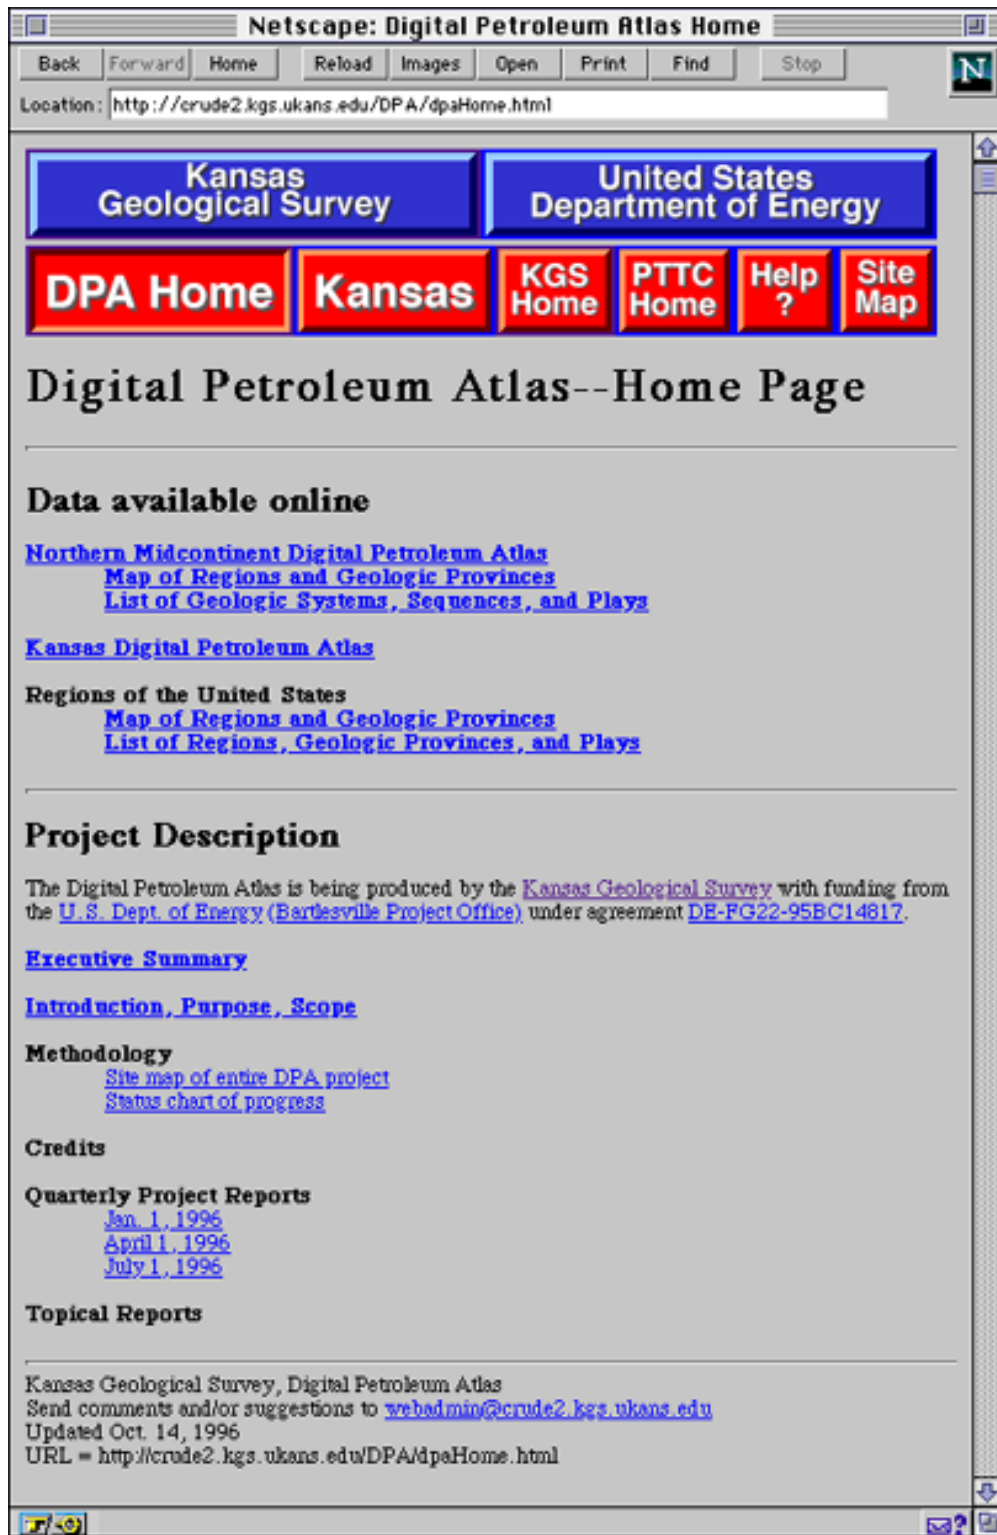 Netscape: Digital Petroleum Atlas Home
Back Forward Home Reload Images Open Print Find Stop
N
Location: http://crude2.kgs.ukans.edu/DPA/dpaHome.html
Kansas
Geological Survey
United States
Department of Energy
DPA Home
Kansas
KGS
Home
PTTC
Home
Help
?
Site
Map
Digital Petroleum Atlas--Home Page
Data available online
Northern Midcontinent Digital Petroleum Atlas
Map of Regions and Geologic Provinces
List of Geologic Systems, Sequences, and Plays
Kansas Digital Petroleum Atlas
Regions of the United States
Map of Regions and Geologic Provinces
List of Regions, Geologic Provinces, and Plays
Project Description
The Digital Petroleum Atlas is being produced by the Kansas Geological Survey with funding from
the U.S. Dept. of Energy (Bartlesville Project Office) under agreement DE-FG22-95BC14817.
Executive Summary
Introduction, Purpose, Scope
Methodology
Site map of entire DPA project
Status chart of progress
Credits
Quarterly Project Reports
Jan. 1, 1996
April 1, 1996
July 1, 1996
Topical Reports
Kansas Geological Survey, Digital Petroleum Atlas
Send comments and/or suggestions to webadmin@crude2.kgs.ukans.edu
Updated Oct. 14, 1996
URL = http://crude2.kgs.ukans.edu/DPA/dpaHome.html
?